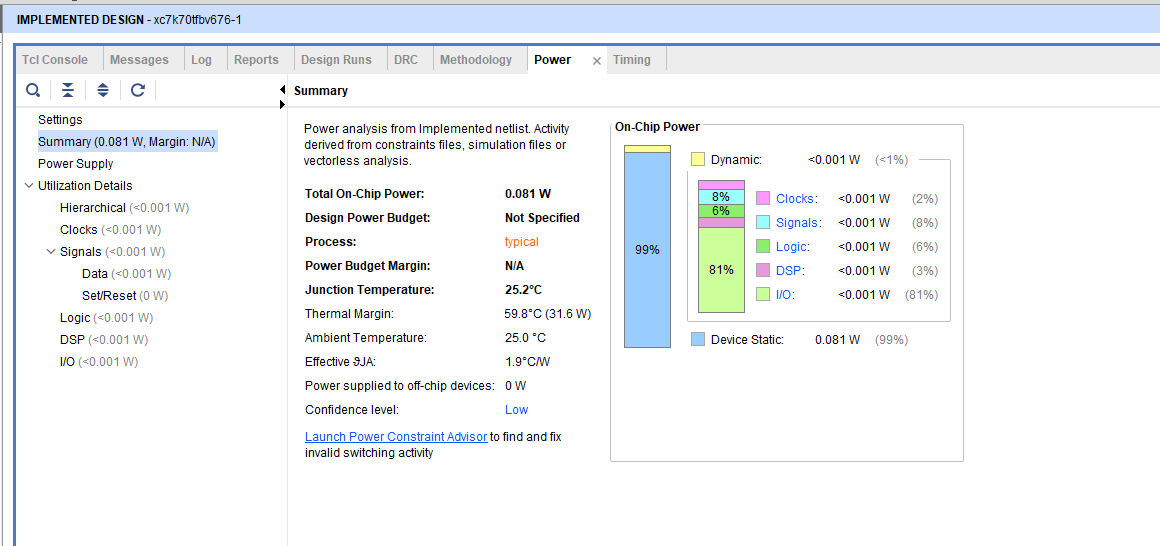 IMPLEMENTED DESIGN - xc7k70tfbv676-1
Tcl Console Messages Log Reports Design Runs DRC Methodology Power × Timing
Summary
Settings
Summary (0.081 W, Margin: N/A)
Power Supply
Utilization Details
Hierarchical (<0.001 W)
Clocks (<0.001 W)
Signals (<0.001 W)
Data (<0.001 W)
Set/Reset (0 W)
Logic (<0.001 W)
DSP (<0.001 W)
I/O (<0.001 W)
Power analysis from Implemented netlist. Activity
derived from constraints files, simulation files or
vectorless analysis.
Total On-Chip Power: 0.081 W
Design Power Budget: Not Specified
Process: typical
Power Budget Margin: N/A
Junction Temperature: 25.2°C
Thermal Margin: 59.8°C (31.6 W)
Ambient Temperature: 25.0 °C
Effective ϑJA: 1.9°C/W
Power supplied to off-chip devices: 0 W
Confidence level: Low
Launch Power Constraint Advisor to find and fix
invalid switching activity
On-Chip Power
99%
Dynamic: <0.001 W (<1%)
8%
6%
81%
Clocks: <0.001 W (2%)
Signals: <0.001 W (8%)
Logic: <0.001 W (6%)
DSP: <0.001 W (3%)
I/O: <0.001 W (81%)
Device Static: 0.081 W (99%)